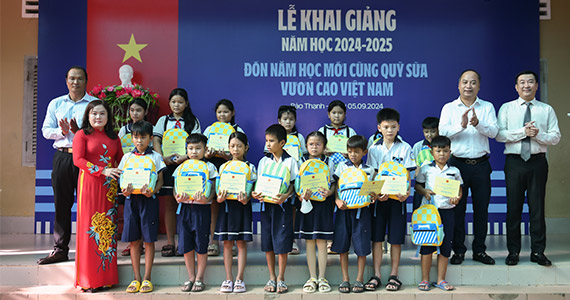 LỄ KHAI GIẢNG
NĂM HỌC 2024-2025
ĐÓN NĂM HỌC MỚI CÙNG QUỸ SỮA
VƯƠN CAO VIỆT NAM
Thạnh - 05.09.2024